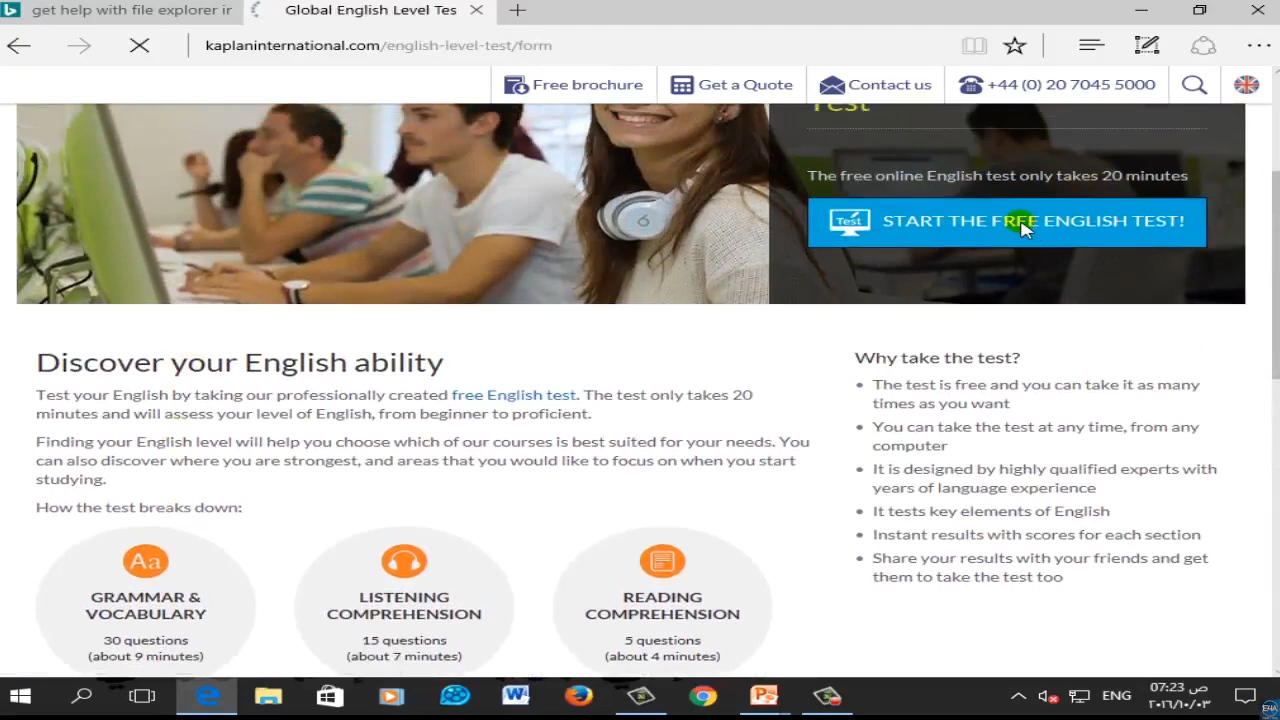 get help with file explorer ir
Global English Level Tes
kaplaninternational.com/english-level-test/form
Free brochure
Get a Quote
Contact us
+44 (0) 20 7045 5000
Test
The free online English test only takes 20 minutes
Test
START THE FREE ENGLISH TEST!
Discover your English ability
Test your English by taking our professionally created free English test. The test only takes 20
minutes and will assess your level of English, from beginner to proficient.
Finding your English level will help you choose which of our courses is best suited for your needs. You
can also discover where you are strongest, and areas that you would like to focus on when you start
studying.
How the test breaks down:
Aa
GRAMMAR &
VOCABULARY
30 questions
(about 9 minutes)
LISTENING
COMPREHENSION
15 questions
(about 7 minutes)
READING
COMPREHENSION
5 questions
(about 4 minutes)
Why take the test?
• The test is free and you can take it as many
times as you want
• You can take the test at any time, from any
computer
• It is designed by highly qualified experts with
years of language experience
• It tests key elements of English
• Instant results with scores for each section
• Share your results with your friends and get
them to take the test too
ENG
07:23 ص
٢٠١٦/١٠/٠٣